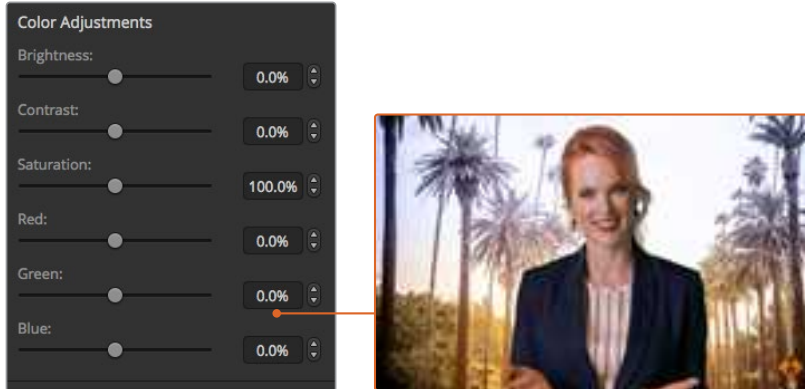 Color Adjustments
Brightness:
0.0%
Contrast:
0.0%
Saturation:
100.0%
Red:
0.0%
Green:
0.0%
Blue:
0.0%